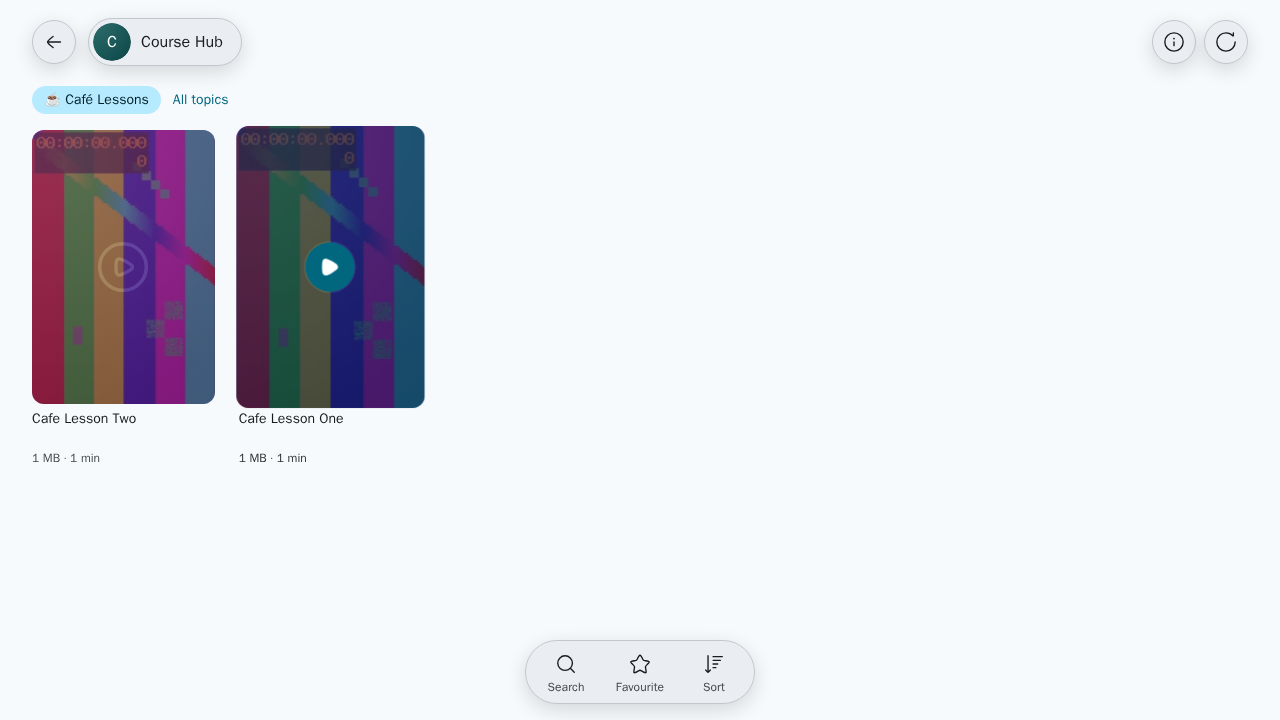 C Course Hub
☕ Café Lessons All topics
00:00:00.000
0
00:00:00.000
0
Cafe Lesson Two
1 MB · 1 min
Cafe Lesson One
1 MB · 1 min
Search Favourite Sort